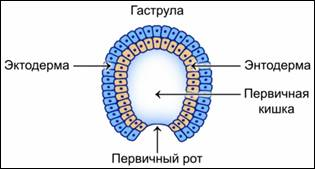 Гаструла
Эктодерма
Энтодерма
Первичная
кишка
Первичный рот